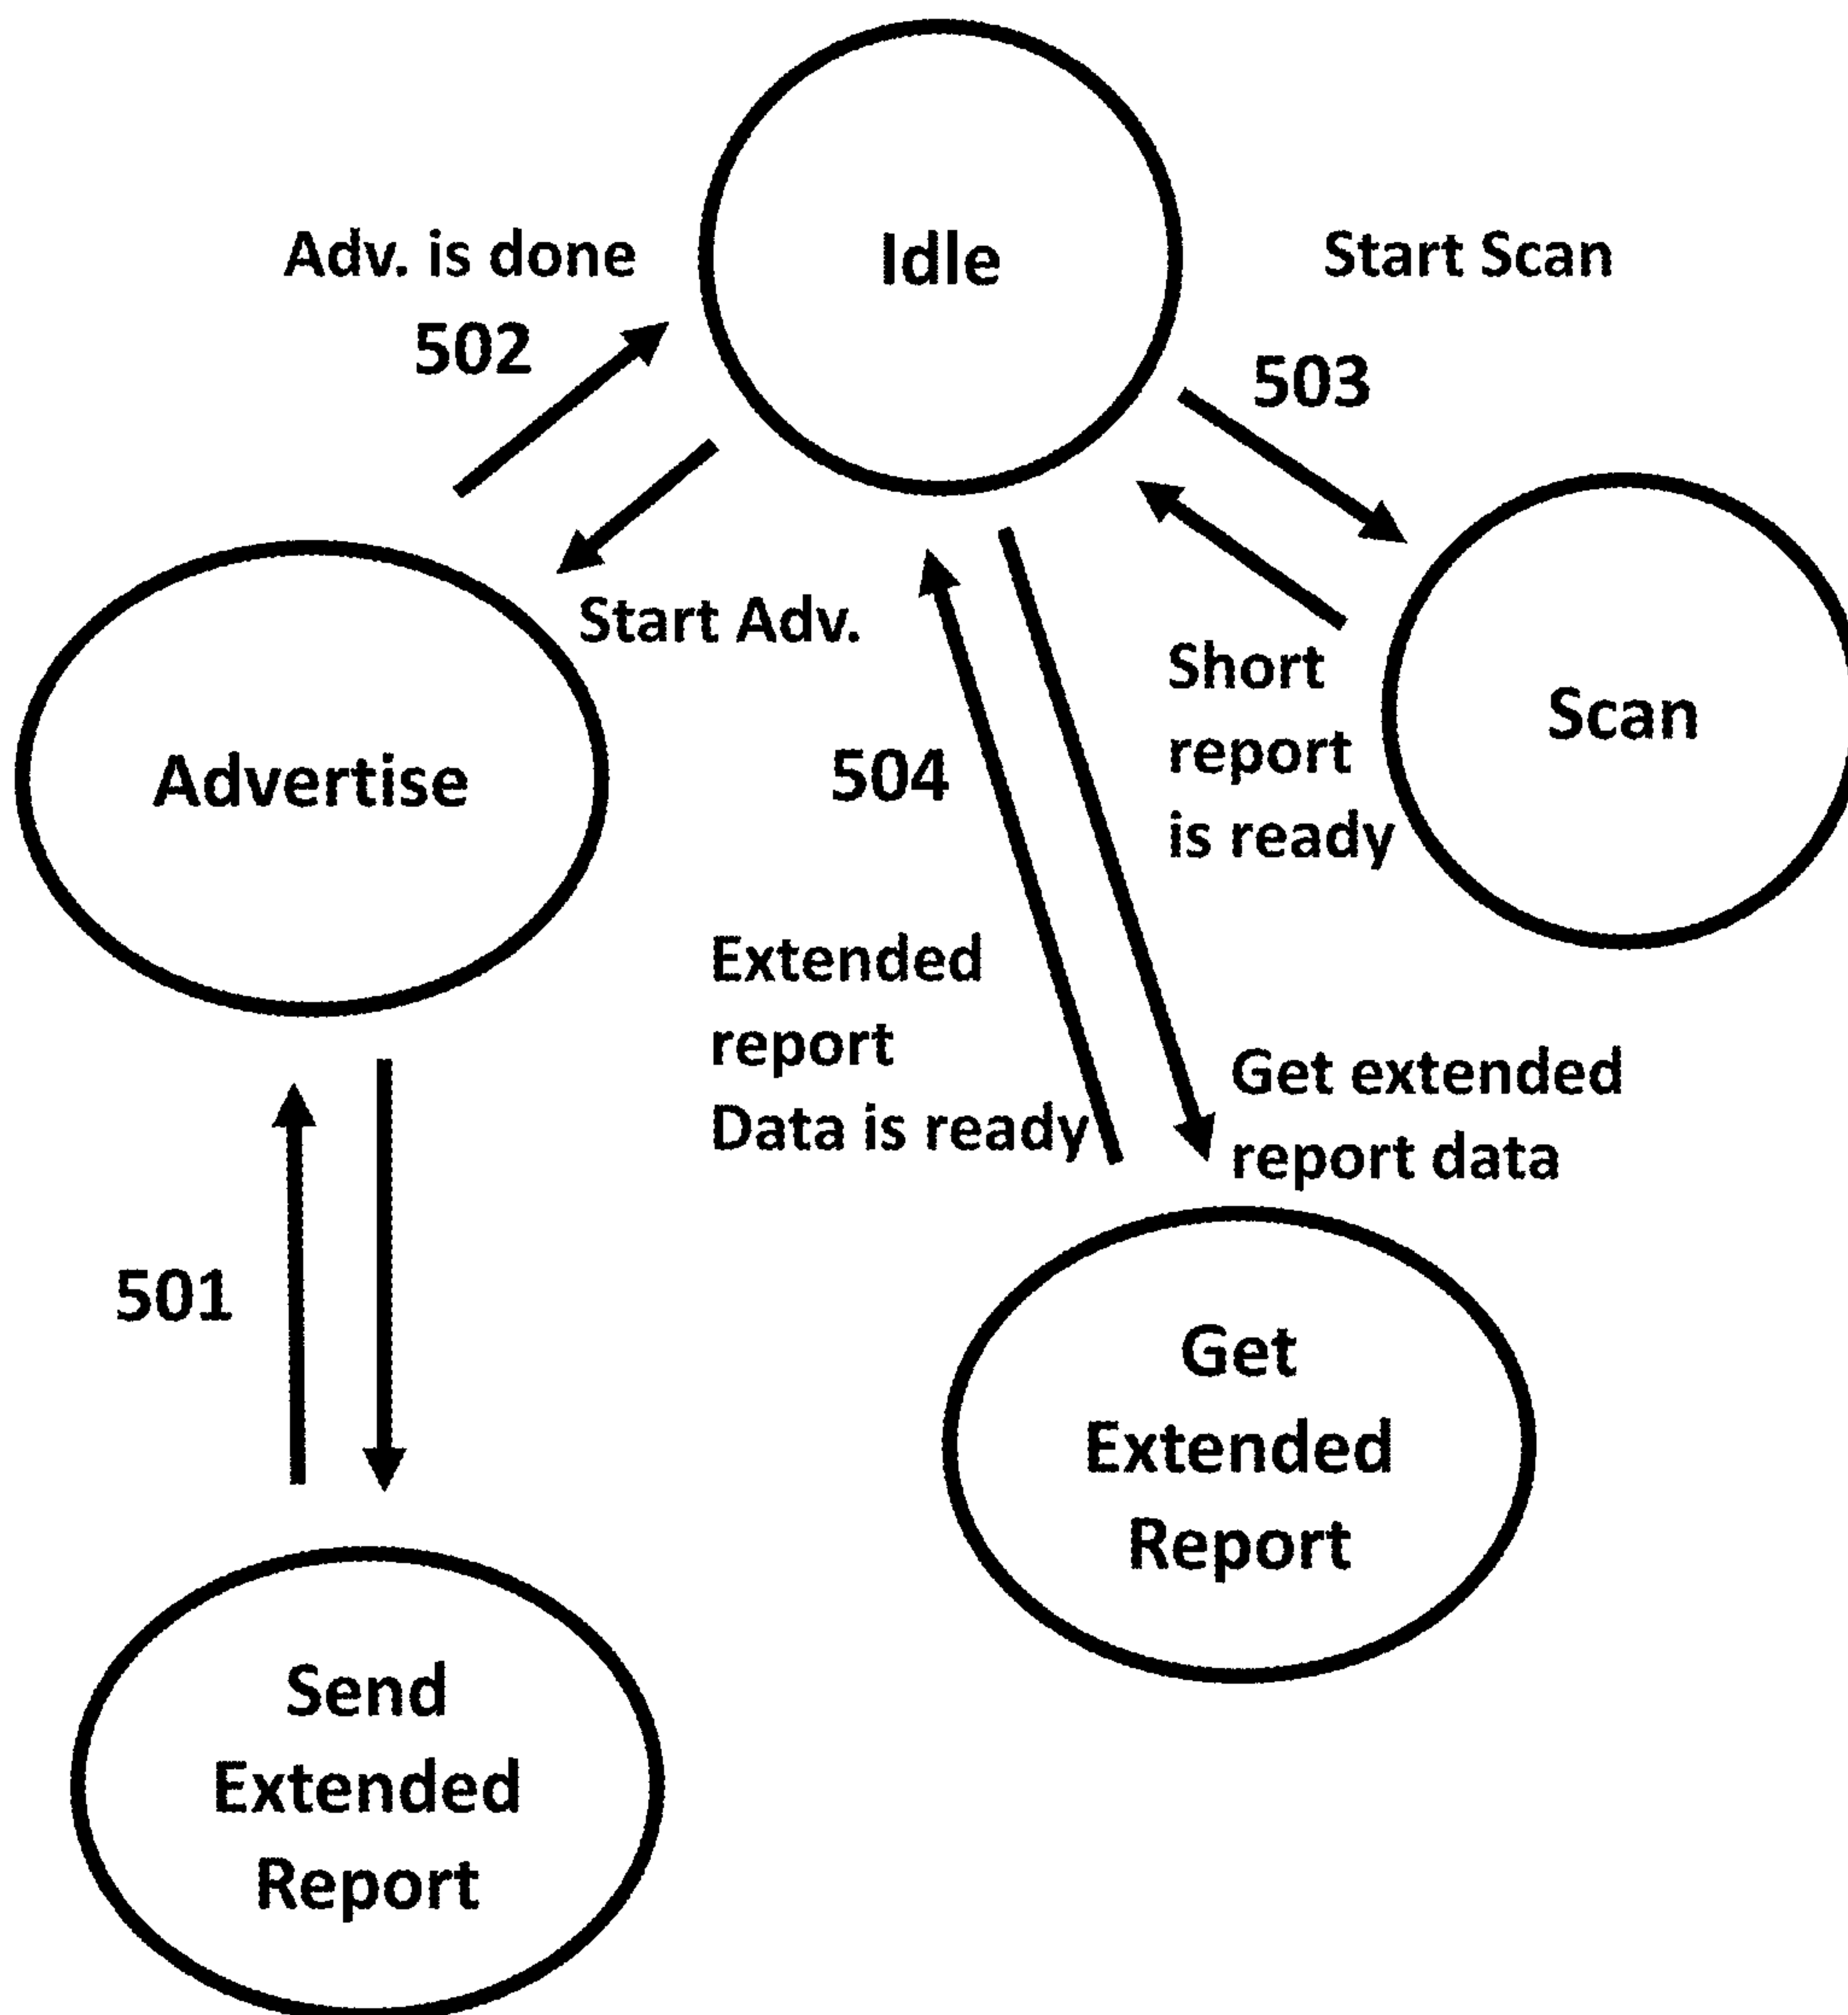 Idle
Adv. is done
502
Start Scan
503
Start Adv.
Advertise
504
Short
report
is ready
Scan
Extended
report
Data is ready
Get extended
report data
501
Get
Extended
Report
Send
Extended
Report